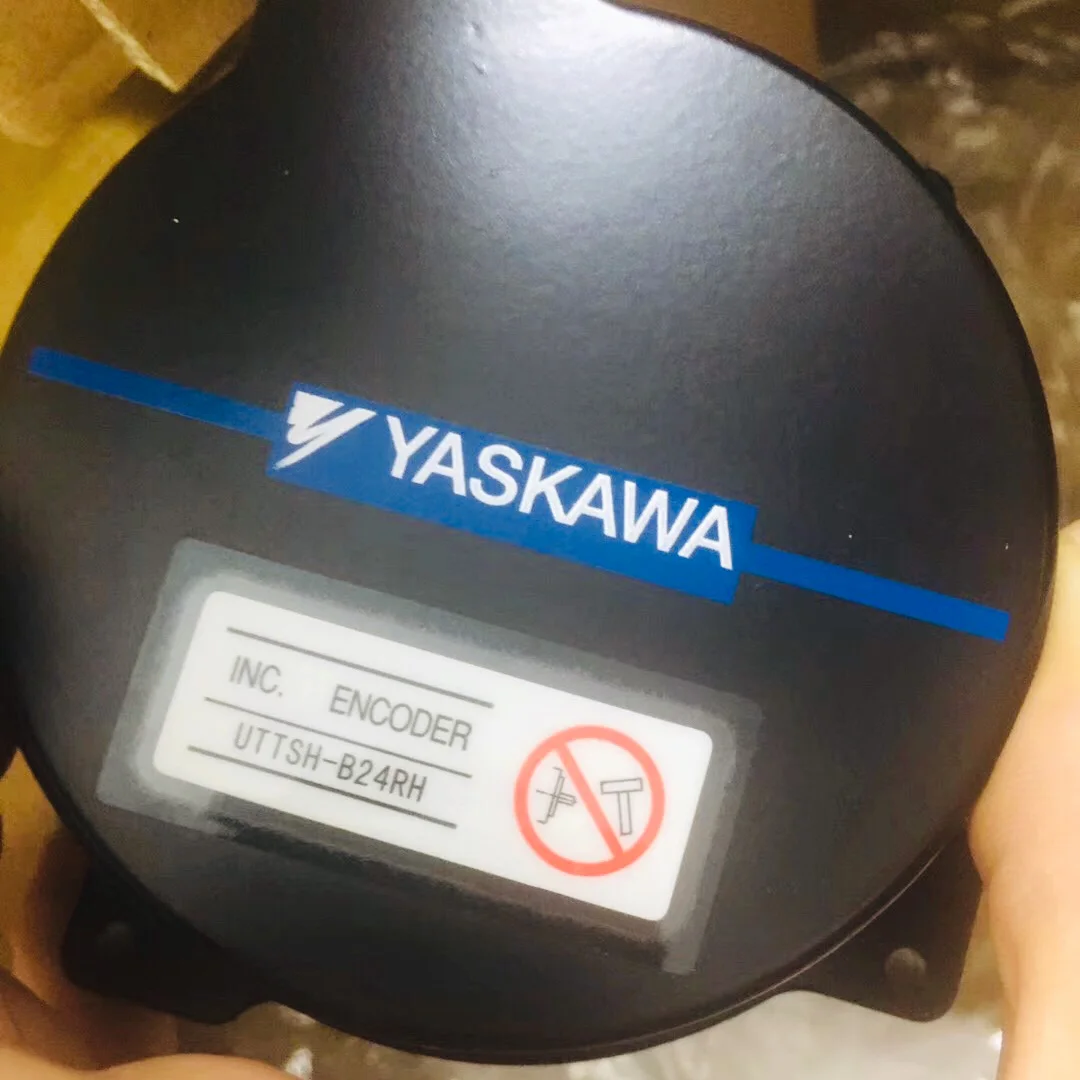 YASKAWA
INC. ENCODER
UTTSH-B24RH